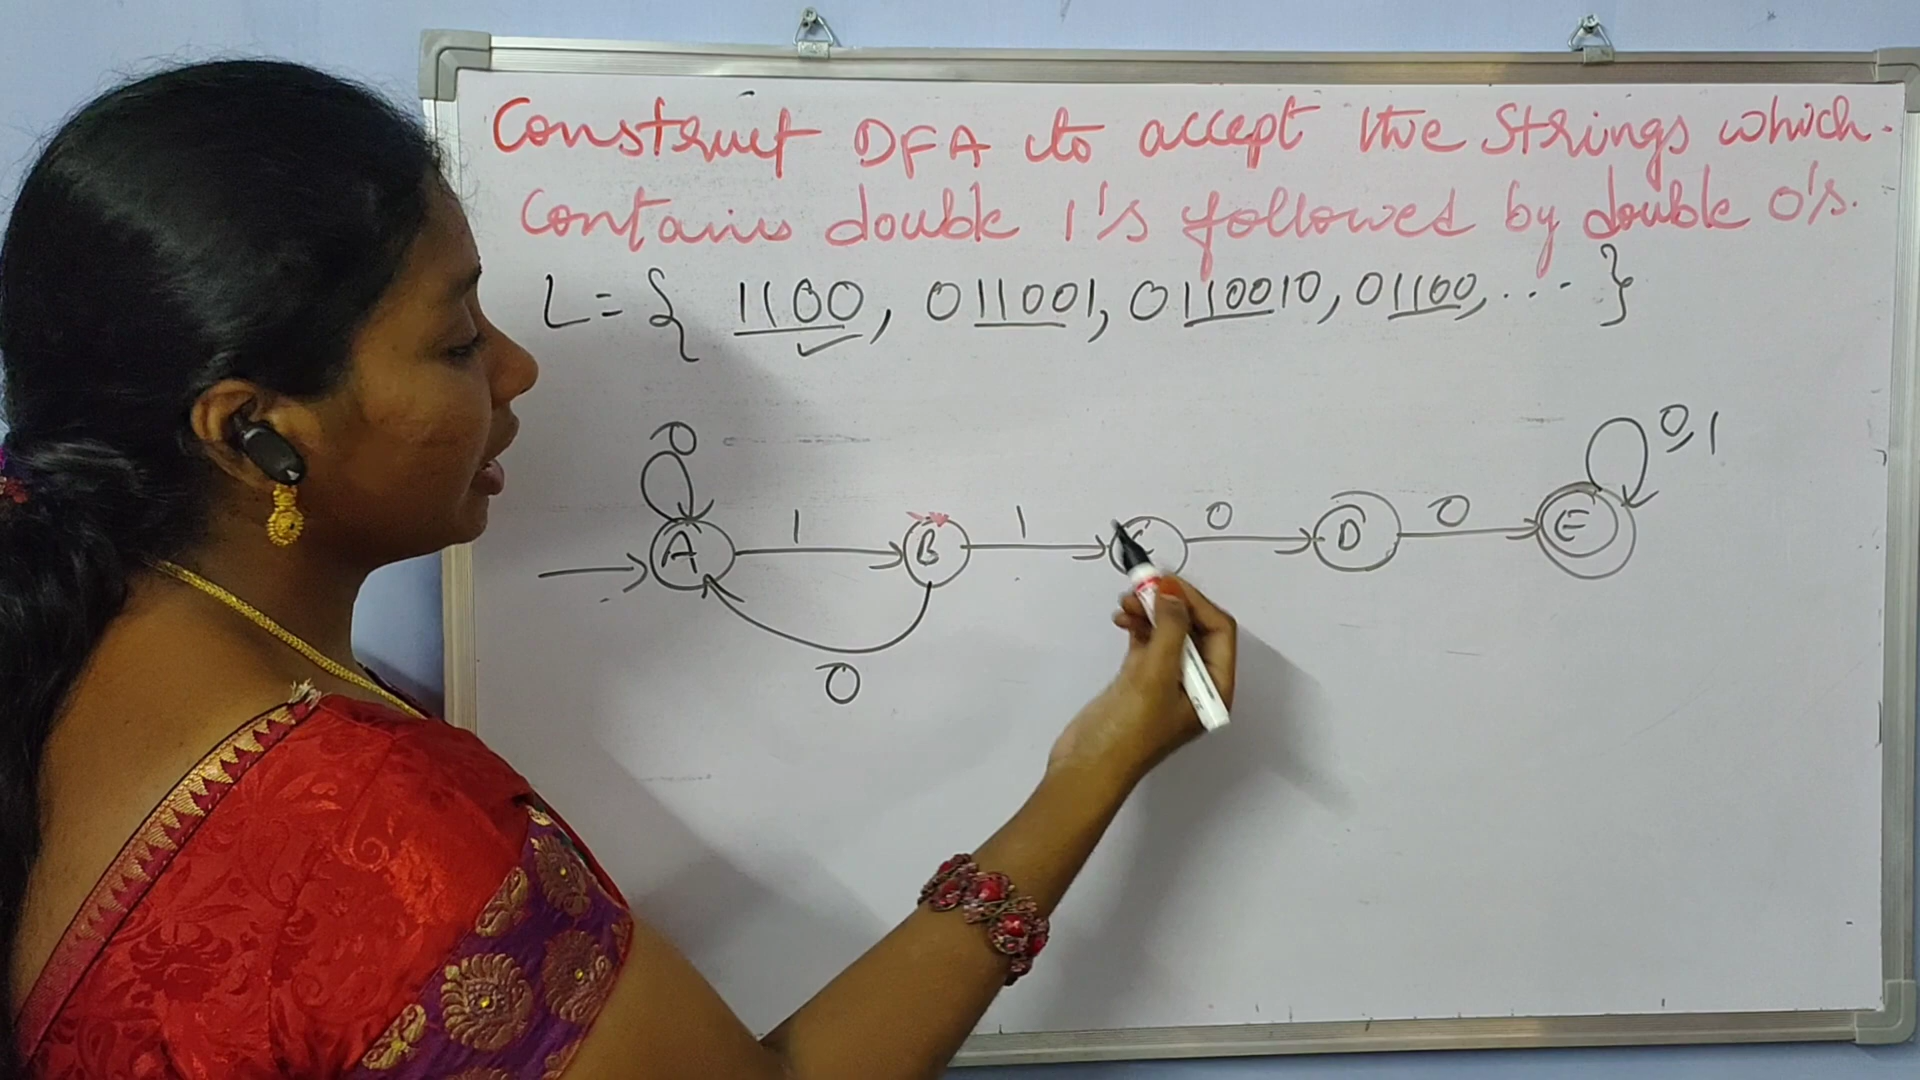 Construct DFA to accept the Strings which
Contains double 1's followed by double 0's.
L = { 1100, 011001, 0110010, 01100, ... }
0 0,1
1 1 0 0
A B C D E
0